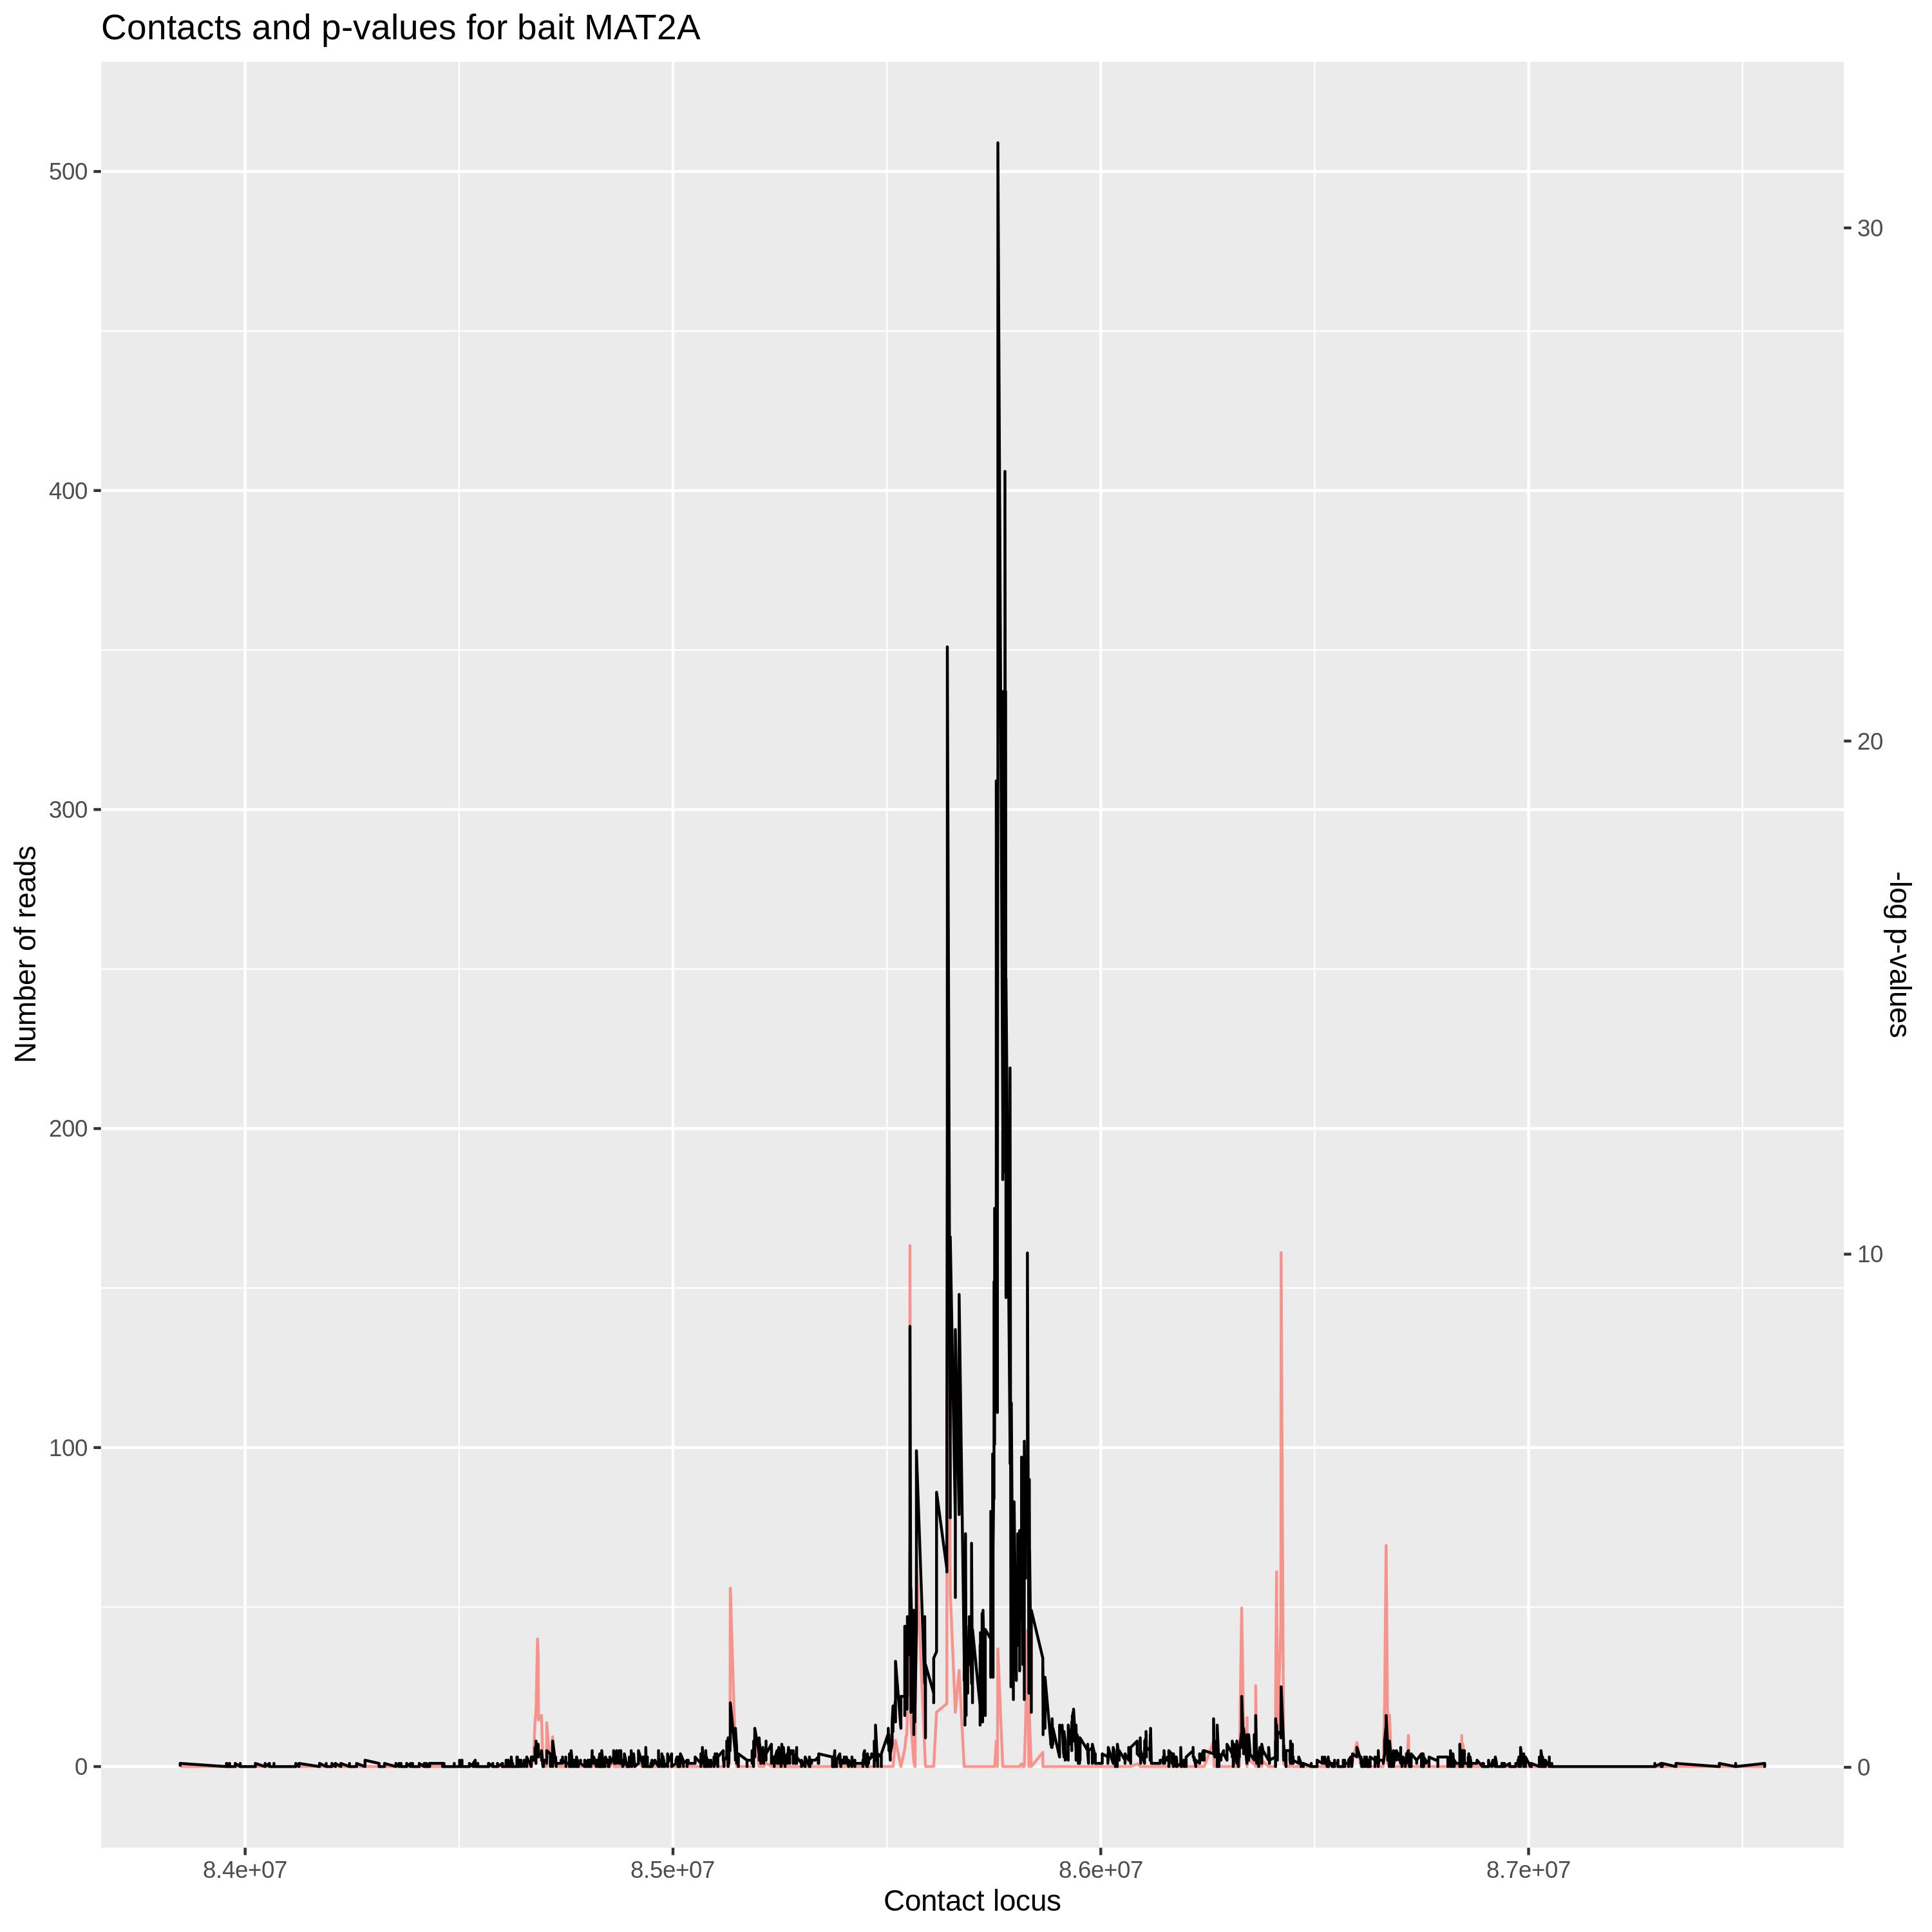 Contacts and p-values for bait MAT2A
500
400
300
200
100
0
Number of reads
30
20
10
0
-log p-values
8.4e+07 8.5e+07 8.6e+07 8.7e+07
Contact locus